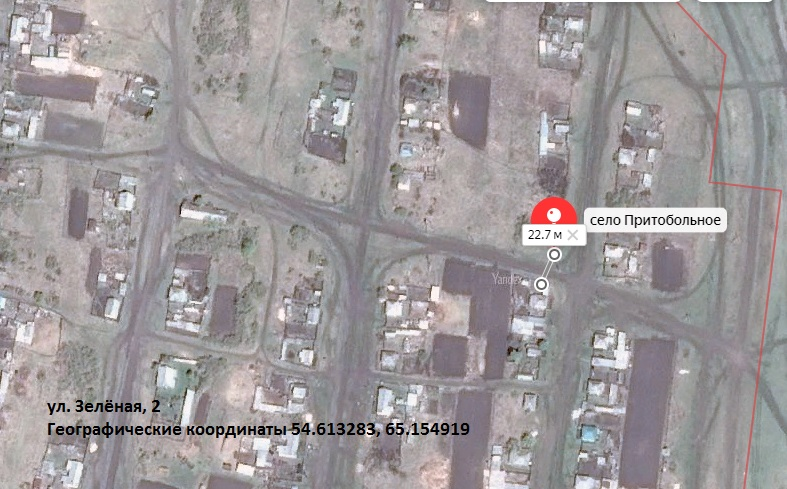 село Притобольное
22.7 м
Yandex
ул. Зелёная, 2
Географические координаты 54.613283, 65.154919